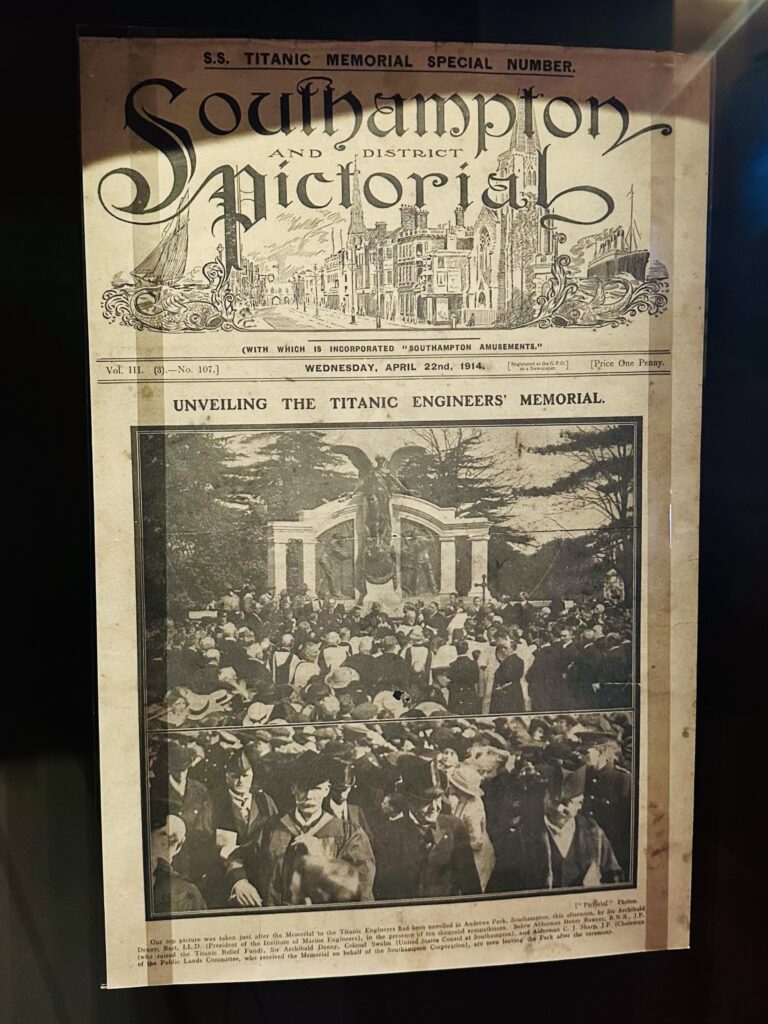 S.S. TITANIC MEMORIAL SPECIAL NUMBER.
Southampton
AND DISTRICT
Pictorial
(WITH WHICH IS INCORPORATED "SOUTHAMPTON AMUSEMENTS."
Vol. III. (3).—No. 107.] WEDNESDAY, APRIL 22nd, 1914. [Registered at the G.P.O. as a Newspaper.] [Price One Penny.
UNVEILING THE TITANIC ENGINEERS' MEMORIAL.
["Pictorial" Photos.
Our top picture was taken just after the Memorial to the Titanic Engineers had been unveiled in Andrews Park, Southampton, this afternoon, by Sir Archibald
Denny, Bart, LL.D. (President of the Institute of Marine Engineers), in the presence of ten thousand sympathisers. Below Alderman Henry Bowyer, R.N.R., J.P.
(who raised the Titanic Relief Fund), Sir Archibald Denny, Colonel Swalm (United States Consul at Southampton), and Alderman C. J. Sharp, J.P. (Chairman
of the Public Lands Committee, who received the Memorial on behalf of the Southampton Corporation), are seen leaving the Park after the ceremony.